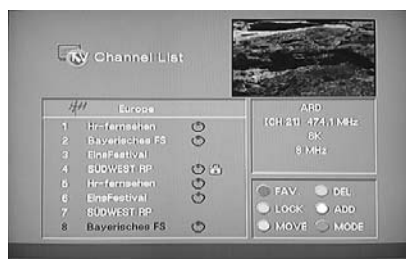 TV Channel List
Europe
1 Hr-fernsehen
2 Bayerisches FS
3 EinsFestival
4 SÜDWEST RP
5 Hr-fernsehen
6 EinsFestival
7 SÜDWEST RP
8 Bayerisches FS
ARD
[CH 21] 474.1 MHz
8K
8 MHz
FAV. DEL
LOCK ADD
MOVE MODE